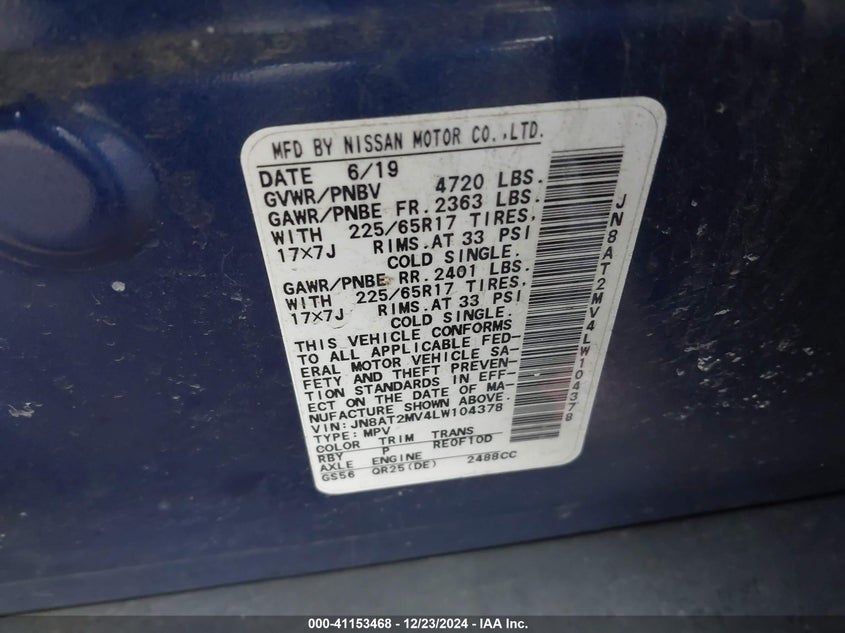 MFD BY NISSAN MOTOR CO.,LTD.
DATE 6/19
GVWR/PNBV 4720 LBS.
GAWR/PNBE FR. 2363 LBS.
WITH 225/65R17 TIRES,
17×7J RIMS.AT 33 PSI
COLD SINGLE.
GAWR/PNBE RR. 2401 LBS.
WITH 225/65R17 TIRES,
17×7J RIMS.AT 33 PSI
COLD SINGLE.
THIS VEHICLE CONFORMS
TO ALL APPLICABLE FED-
ERAL MOTOR VEHICLE SA-
FETY AND THEFT PREVEN-
TION STANDARDS IN EFF-
ECT ON THE DATE OF MA-
NUFACTURE SHOWN ABOVE.
VIN: JN8AT2MV4LW104378
TYPE: MPV
COLOR TRIM TRANS
RBY P RE0F10D
AXLE ENGINE
GS56 QR25(DE) 2488CC
JN8AT2MV4LW104378
000-41153468 - 12/23/2024 - IAA Inc.